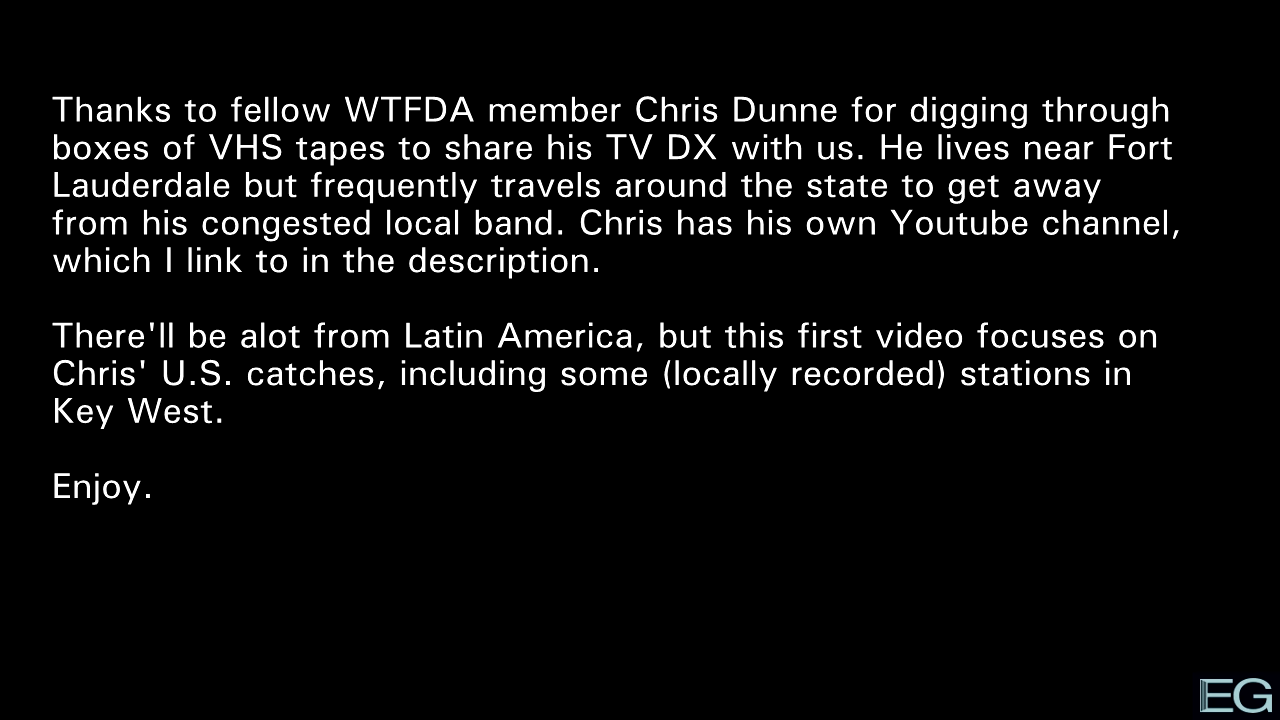 Thanks to fellow WTFDA member Chris Dunne for digging through
boxes of VHS tapes to share his TV DX with us. He lives near Fort
Lauderdale but frequently travels around the state to get away
from his congested local band. Chris has his own Youtube channel,
which I link to in the description.
There'll be alot from Latin America, but this first video focuses on
Chris' U.S. catches, including some (locally recorded) stations in
Key West.
Enjoy.
EG